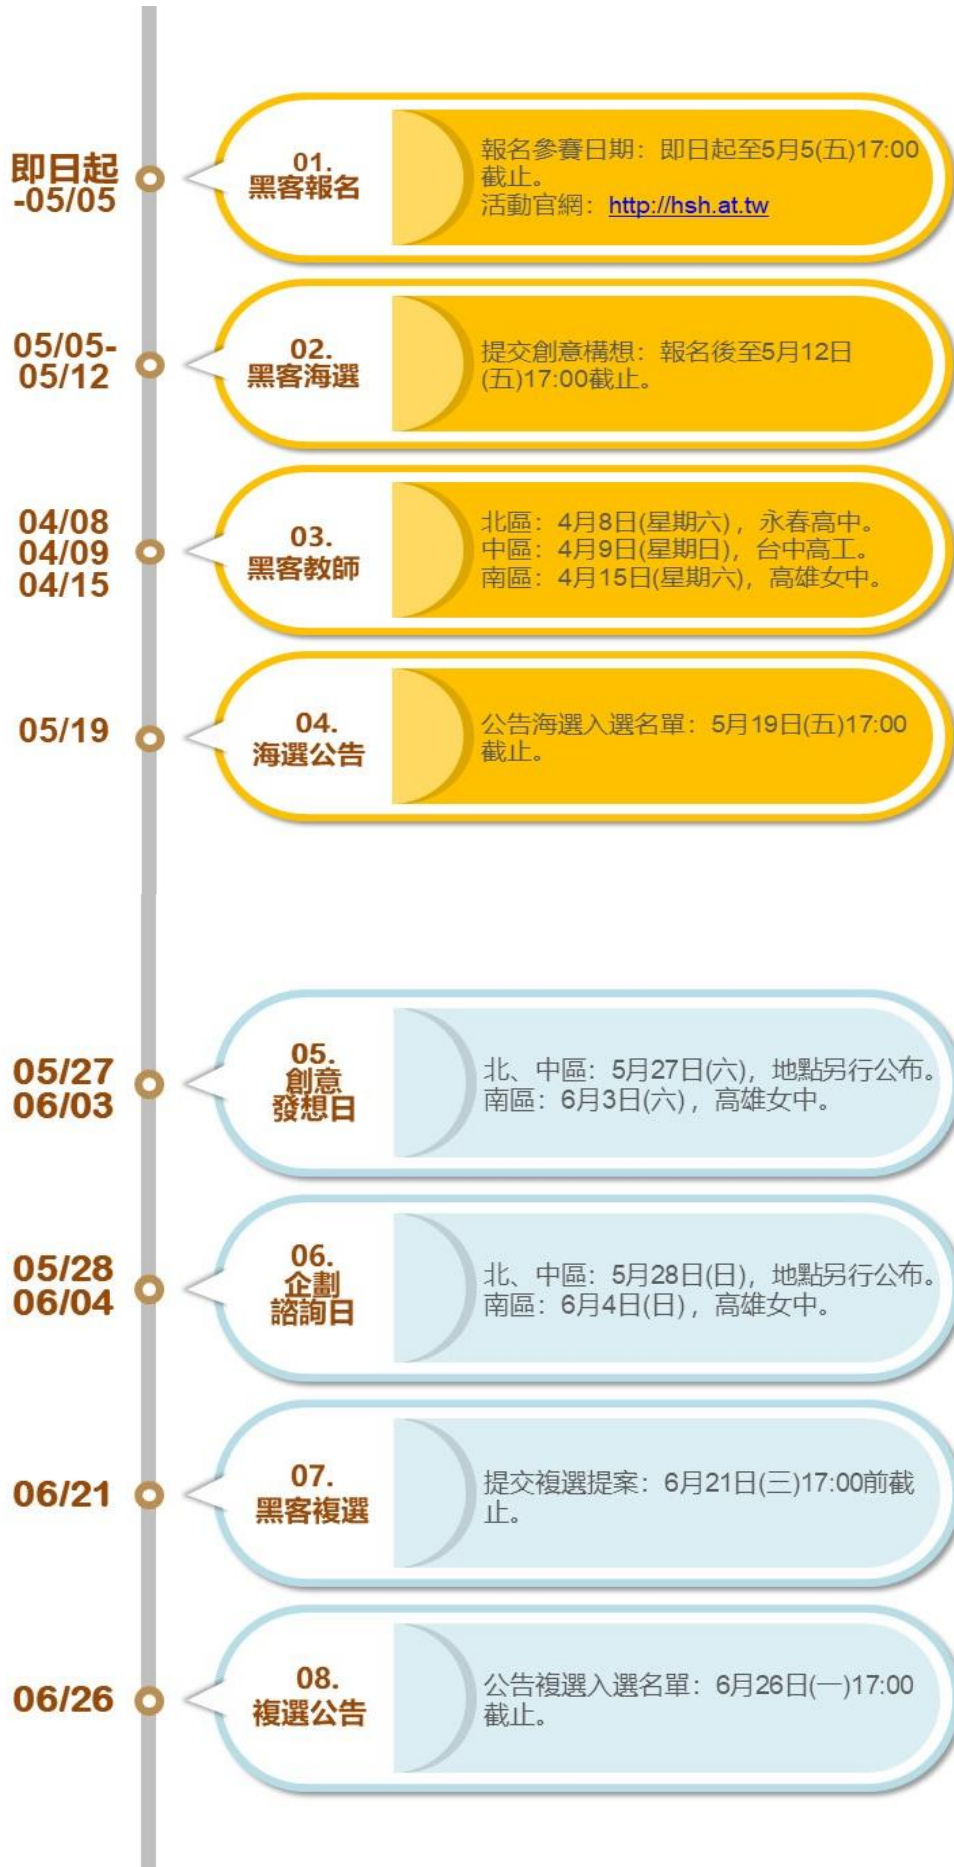 即日起
-05/05
01.
黑客報名
報名參賽日期：即日起至5月5(五)17:00
截止。
活動官網：http://hsh.at.tw
05/05-
05/12
02.
黑客海選
提交創意構想：報名後至5月12日
(五)17:00截止。
04/08
04/09
04/15
03.
黑客教師
北區：4月8日(星期六)，永春高中。
中區：4月9日(星期日)，台中高工。
南區：4月15日(星期六)，高雄女中。
05/19
04.
海選公告
公告海選入選名單：5月19日(五)17:00
截止。
05/27
06/03
05.
創意
發想日
北、中區：5月27日(六)，地點另行公布。
南區：6月3日(六)，高雄女中。
05/28
06/04
06.
企劃
諮詢日
北、中區：5月28日(日)，地點另行公布。
南區：6月4日(日)，高雄女中。
06/21
07.
黑客複選
提交複選提案：6月21日(三)17:00前截
止。
06/26
08.
複選公告
公告複選入選名單：6月26日(一)17:00
截止。